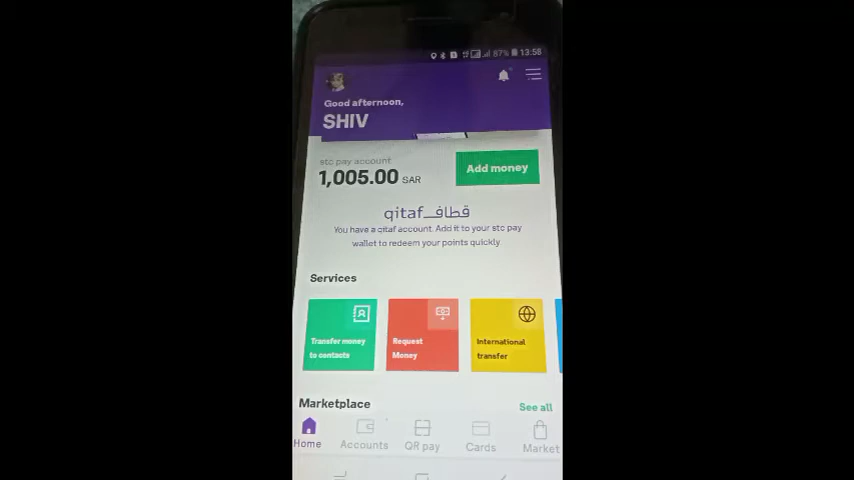 87% 13:58
Good afternoon,
SHIV
stc pay account
1,005.00 SAR
Add money
qitaf قطاف
You have a qitaf account. Add it to your stc pay
wallet to redeem your points quickly
Services
Transfer money
to contacts
Request
Money
International
transfer
Marketplace
See all
Home
Accounts
QR pay
Cards
Market